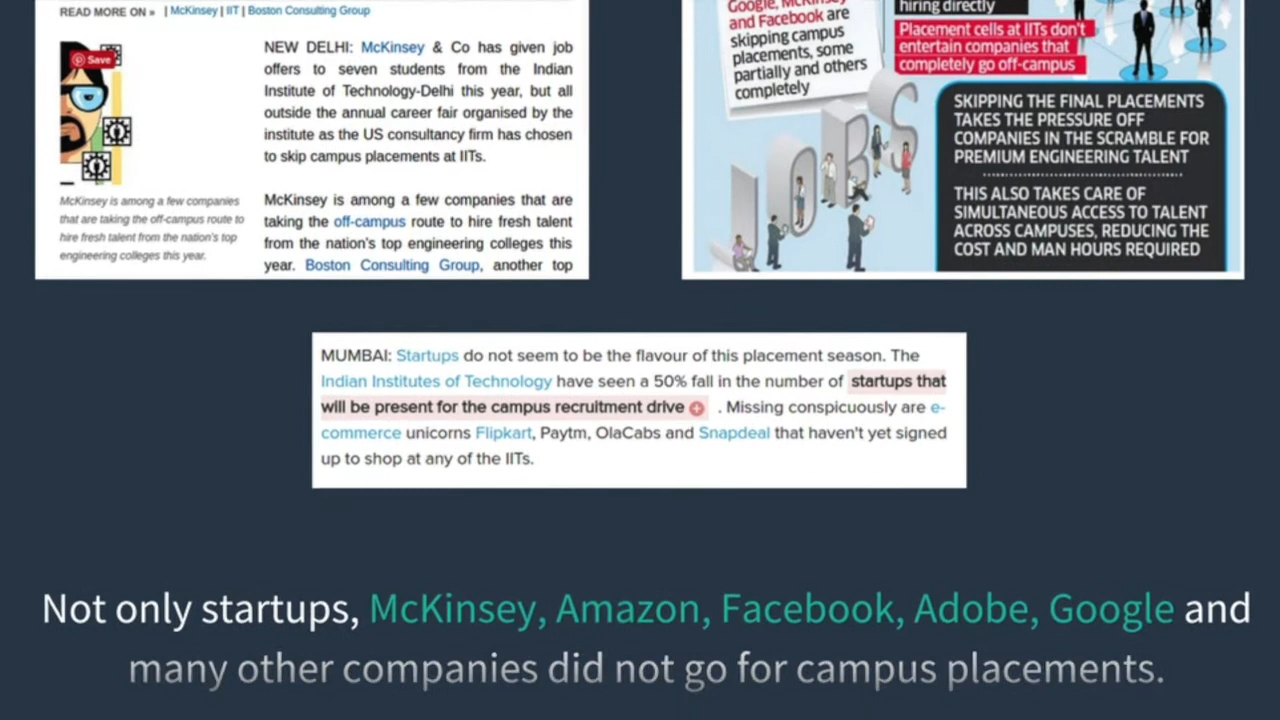 READ MORE ON » | McKinsey | IIT | Boston Consulting Group
Save
NEW DELHI: McKinsey & Co has given job
offers to seven students from the Indian
Institute of Technology-Delhi this year, but all
outside the annual career fair organised by the
institute as the US consultancy firm has chosen
to skip campus placements at IITs.
McKinsey is among a few companies
that are taking the off-campus route to
hire fresh talent from the nation's top
engineering colleges this year.
McKinsey is among a few companies that are
taking the off-campus route to hire fresh talent
from the nation's top engineering colleges this
year. Boston Consulting Group, another top
Google, McKinsey
and Facebook are
skipping campus
placements, some
partially and others
completely
JOBS
hiring directly
Placement cells at IITs don't
entertain companies that
completely go off-campus
SKIPPING THE FINAL PLACEMENTS
TAKES THE PRESSURE OFF
COMPANIES IN THE SCRAMBLE FOR
PREMIUM ENGINEERING TALENT
THIS ALSO TAKES CARE OF
SIMULTANEOUS ACCESS TO TALENT
ACROSS CAMPUSES, REDUCING THE
COST AND MAN HOURS REQUIRED
MUMBAI: Startups do not seem to be the flavour of this placement season. The
Indian Institutes of Technology have seen a 50% fall in the number of startups that
will be present for the campus recruitment drive . Missing conspicuously are e-
commerce unicorns Flipkart, Paytm, OlaCabs and Snapdeal that haven't yet signed
up to shop at any of the IITs.
Not only startups, McKinsey, Amazon, Facebook, Adobe, Google and
many other companies did not go for campus placements.